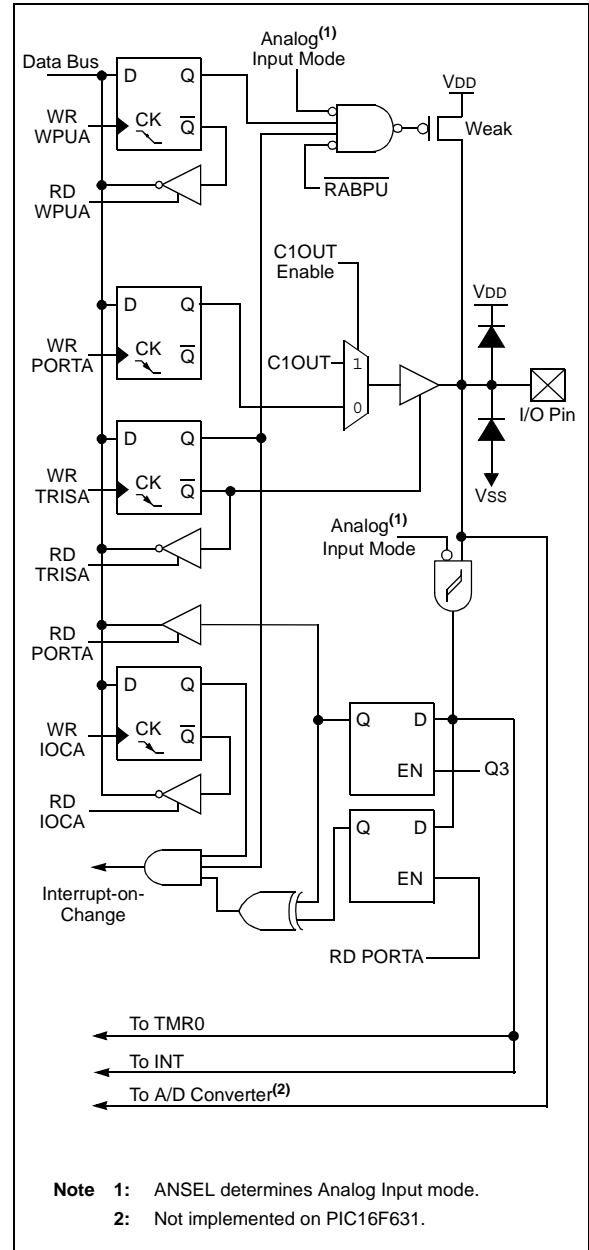 Analog(1)
Input Mode
Data Bus
VDD
D Q
WR
WPUA
CK Q
Weak
RD
WPUA
RABPU
C1OUT
Enable
VDD
D Q
WR
PORTA
CK Q
C1OUT
1
0
I/O Pin
D Q
WR
TRISA
CK Q
VSS
Analog(1)
Input Mode
RD
TRISA
RD
PORTA
D Q
WR
IOCA
CK Q
Q D
EN
Q3
RD
IOCA
Q D
EN
Interrupt-on-
Change
RD PORTA
To TMR0
To INT
To A/D Converter(2)
Note 1: ANSEL determines Analog Input mode.
2: Not implemented on PIC16F631.